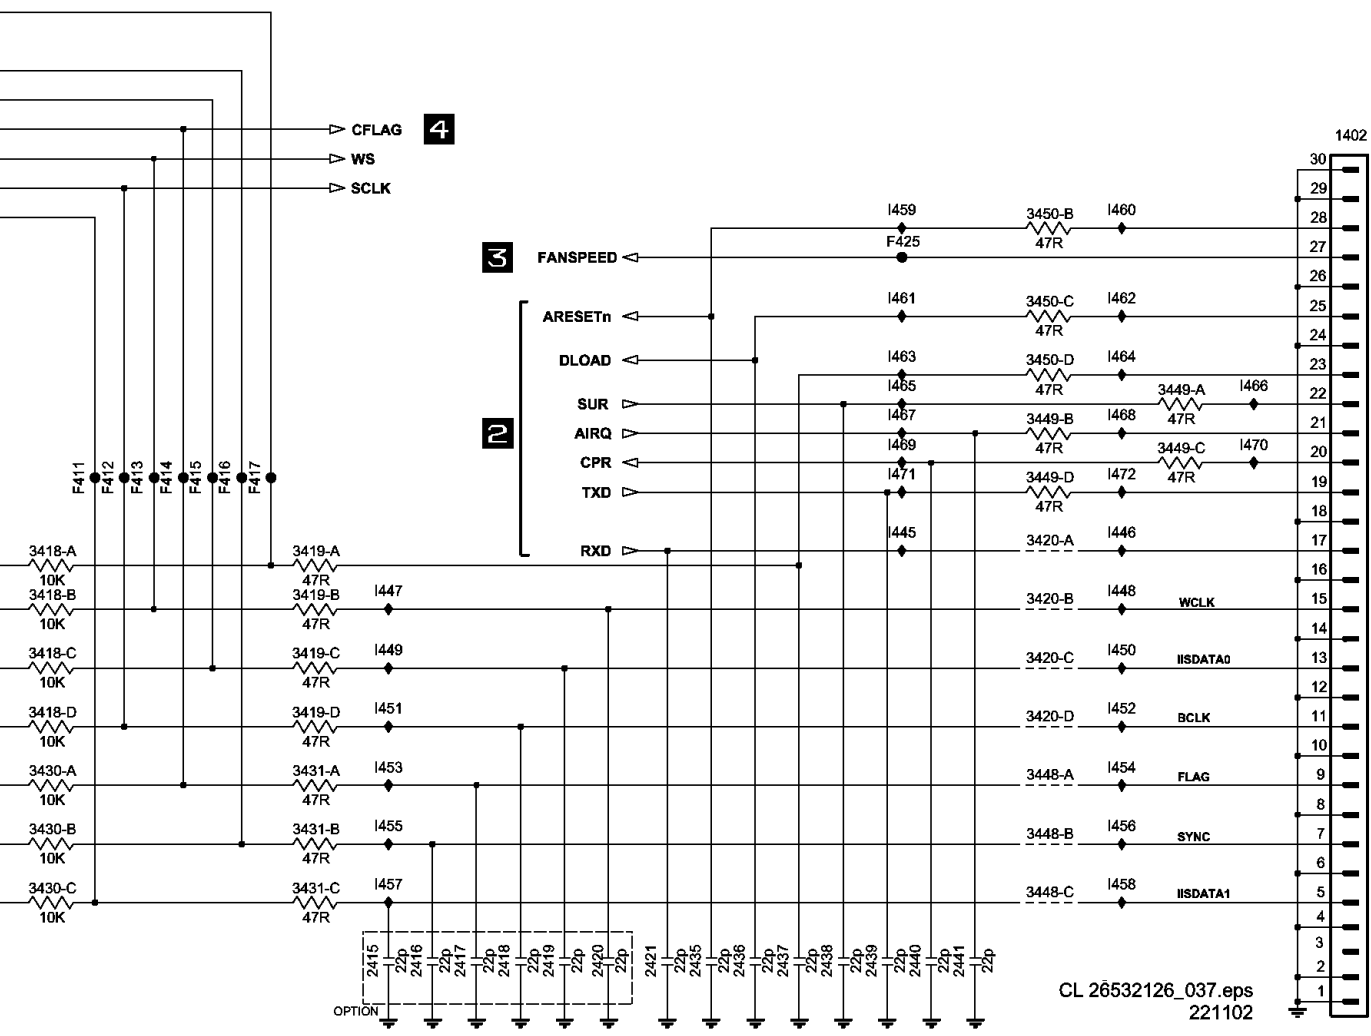 1402
CFLAG 4
WS
SCLK
30
29
28
27
26
25
24
23
22
21
20
19
18
17
16
15
14
13
12
11
10
9
8
7
6
5
4
3
2
1
I459 3450-B 47R I460
3 FANSPEED F425
ARESETn I461 3450-C 47R I462
DLOAD I463 3450-D 47R I464
SUR I465 3449-A 47R I466
2 AIRQ I467 3449-B 47R I468
CPR I469 3449-C 47R I470
TXD I471 3449-D 47R I472
RXD I445 3420-A I446
F411 F412 F413 F414 F415 F416 F417
3418-A 10K 3419-A 47R
3418-B 10K 3419-B 47R I447 3420-B I448 WCLK
3418-C 10K 3419-C 47R I449 3420-C I450 IISDATA0
3418-D 10K 3419-D 47R I451 3420-D I452 BCLK
3430-A 10K 3431-A 47R I453 3448-A I454 FLAG
3430-B 10K 3431-B 47R I455 3448-B I456 SYNC
3430-C 10K 3431-C 47R I457 3448-C I458 IISDATA1
2415 22p 2416 22p 2417 22p 2418 22p 2419 22p 2420 22p 2421 22p 2435 22p 2436 22p 2437 22p 2438 22p 2439 22p 2440 22p 2441 22p
OPTION
CL 26532126_037.eps
221102